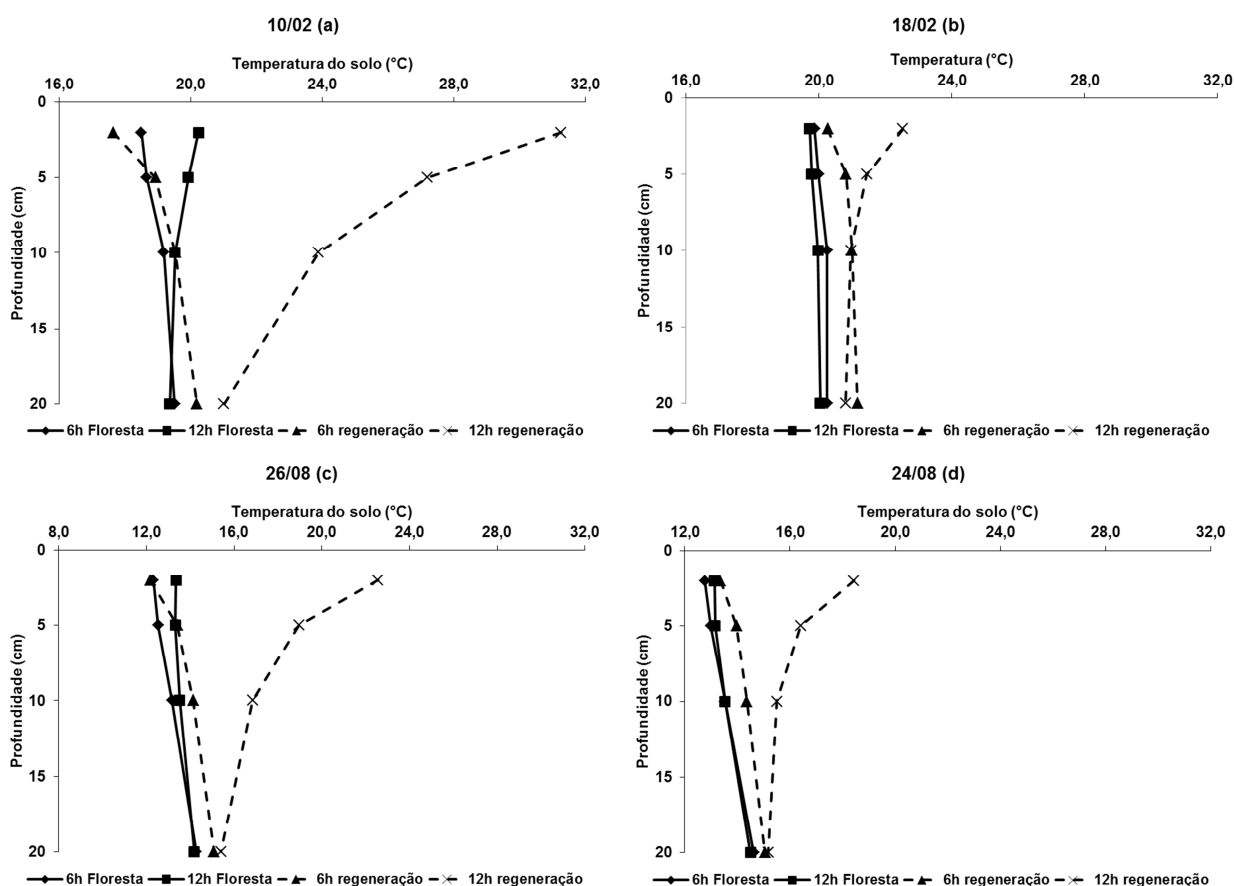 10/02 (a)
Temperatura do solo (°C)
16,0 20,0 24,0 28,0 32,0
0
5
10
15
20
Profundidade (cm)
6h Floresta 12h Floresta 6h regeneração 12h regeneração
18/02 (b)
Temperatura (°C)
16,0 20,0 24,0 28,0 32,0
0
5
10
15
20
Profundidade (cm)
6h Floresta 12h Floresta 6h regeneração 12h regeneração
26/08 (c)
Temperatura do solo (°C)
8,0 12,0 16,0 20,0 24,0 28,0 32,0
0
5
10
15
20
Profundidade (cm)
6h Floresta 12h Floresta 6h regeneração 12h regeneração
24/08 (d)
Temperatura do solo (°C)
12,0 16,0 20,0 24,0 28,0 32,0
0
5
10
15
20
Profundidade (cm)
6h Floresta 12h Floresta 6h regeneração 12h regeneração